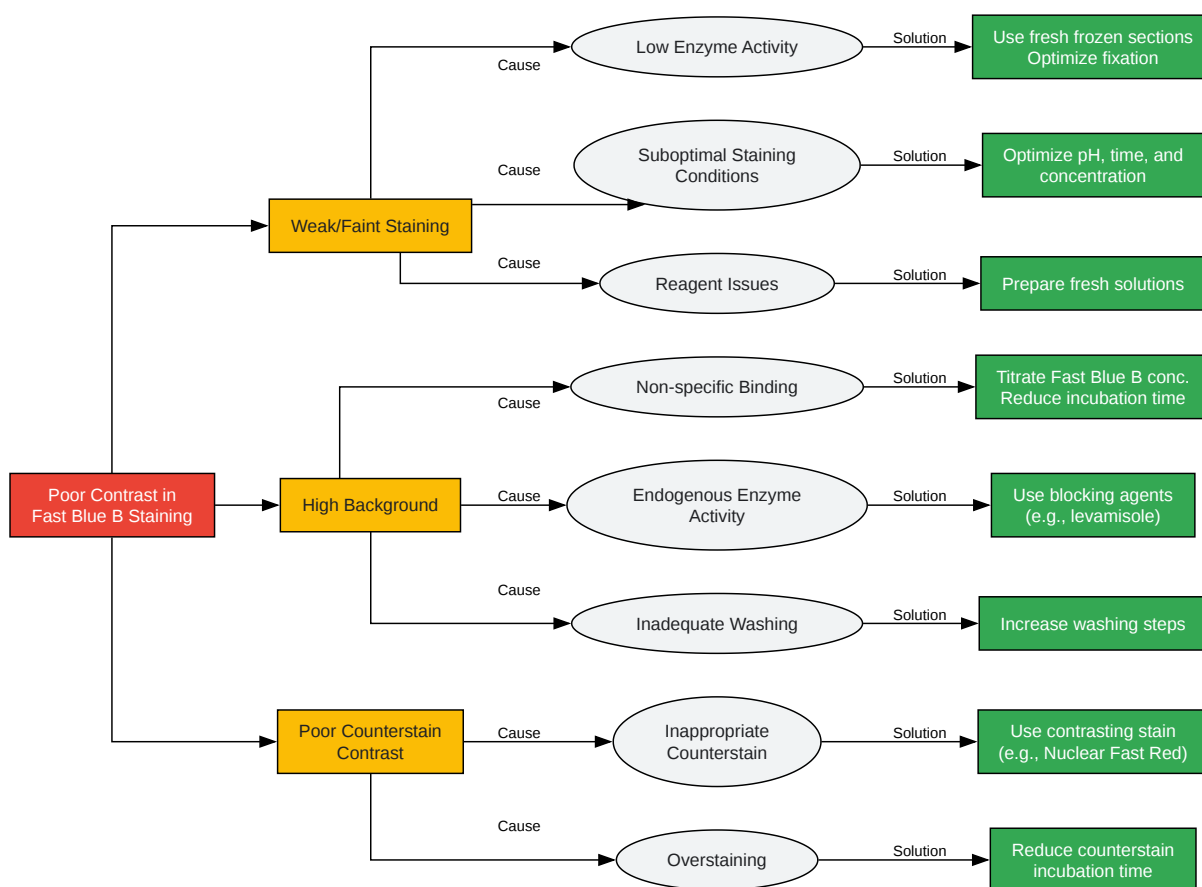 Low Enzyme Activity
Solution
Use fresh frozen sections
Optimize fixation
Cause
Suboptimal Staining
Conditions
Solution
Optimize pH, time, and
concentration
Cause
Weak/Faint Staining
Cause
Reagent Issues
Solution
Prepare fresh solutions
Non-specific Binding
Solution
Titrate Fast Blue B conc.
Reduce incubation time
Cause
Poor Contrast in
Fast Blue B Staining
High Background
Cause
Endogenous Enzyme
Activity
Solution
Use blocking agents
(e.g., levamisole)
Cause
Inadequate Washing
Solution
Increase washing steps
Poor Counterstain
Contrast
Cause
Inappropriate
Counterstain
Solution
Use contrasting stain
(e.g., Nuclear Fast Red)
Cause
Overstaining
Solution
Reduce counterstain
incubation time